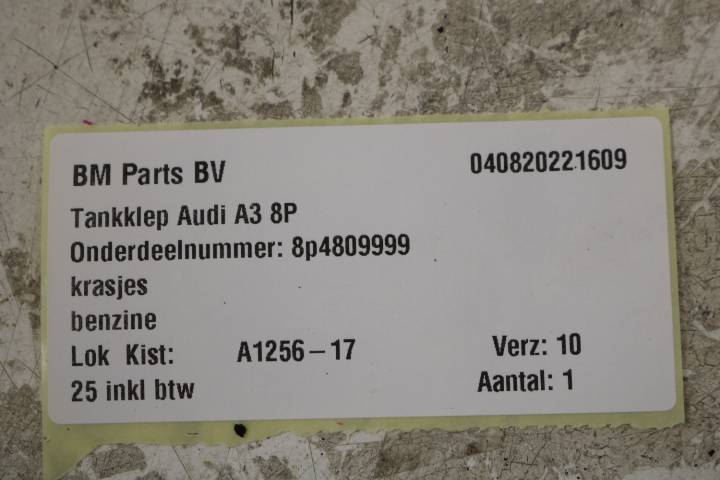 BM Parts BV 040820221609
Tankklep Audi A3 8P
Onderdeelnummer: 8p4809999
krasjes
benzine
Lok Kist: A1256-17 Verz: 10
25 inkl btw Aantal: 1